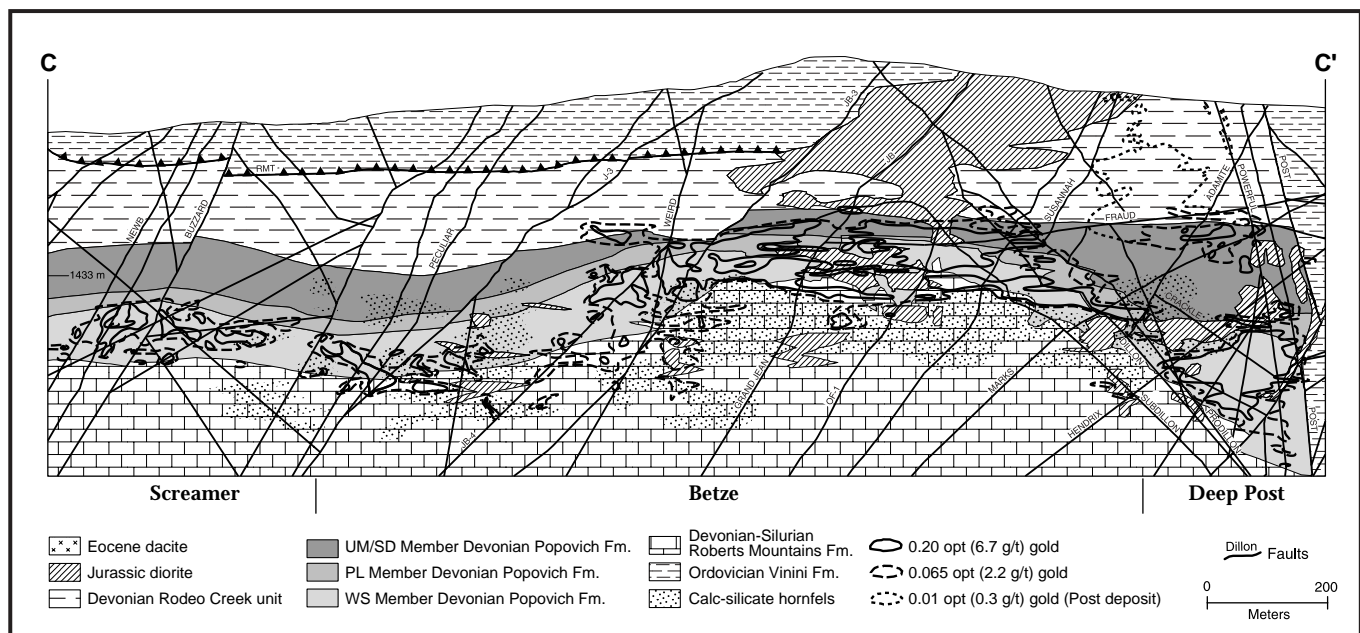 C
C'
JB-3
RMT
J-3
JB
WEIRD
NEWB
BUZZARD
PECULIAR
SUSANNAH
FRAUD
ADAMITE
POWERFUL
POST
1433 m
ORACLE
DILLON
JB-4
GRAND JEAN
OF-1
MARKS
HENDRIX
SURDILLON
APHODILLON
POST
Screamer
Betze
Deep Post
Eocene dacite
Jurassic diorite
Devonian Rodeo Creek unit
UM/SD Member Devonian Popovich Fm.
PL Member Devonian Popovich Fm.
WS Member Devonian Popovich Fm.
Devonian-Silurian
Roberts Mountains Fm.
Ordovician Vinini Fm.
Calc-silicate hornfels
0.20 opt (6.7 g/t) gold
0.065 opt (2.2 g/t) gold
0.01 opt (0.3 g/t) gold (Post deposit)
Dillon
Faults
0
200
Meters